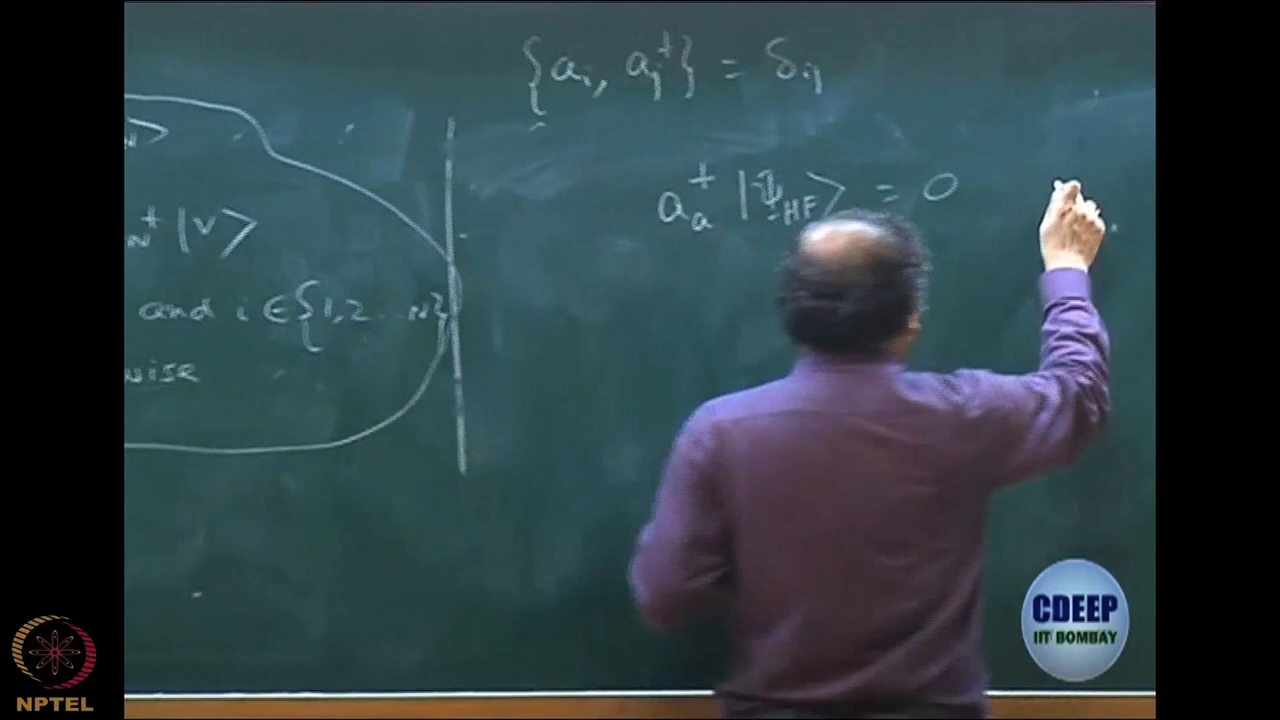 {aᵢ, aⱼ⁺} = δᵢⱼ
N>
N⁺ |V>
and i ∈ {1,2 .. N}
wise
aₐ⁺ |Ψ_HF> = 0
CDEEP
IIT BOMBAY
NPTEL